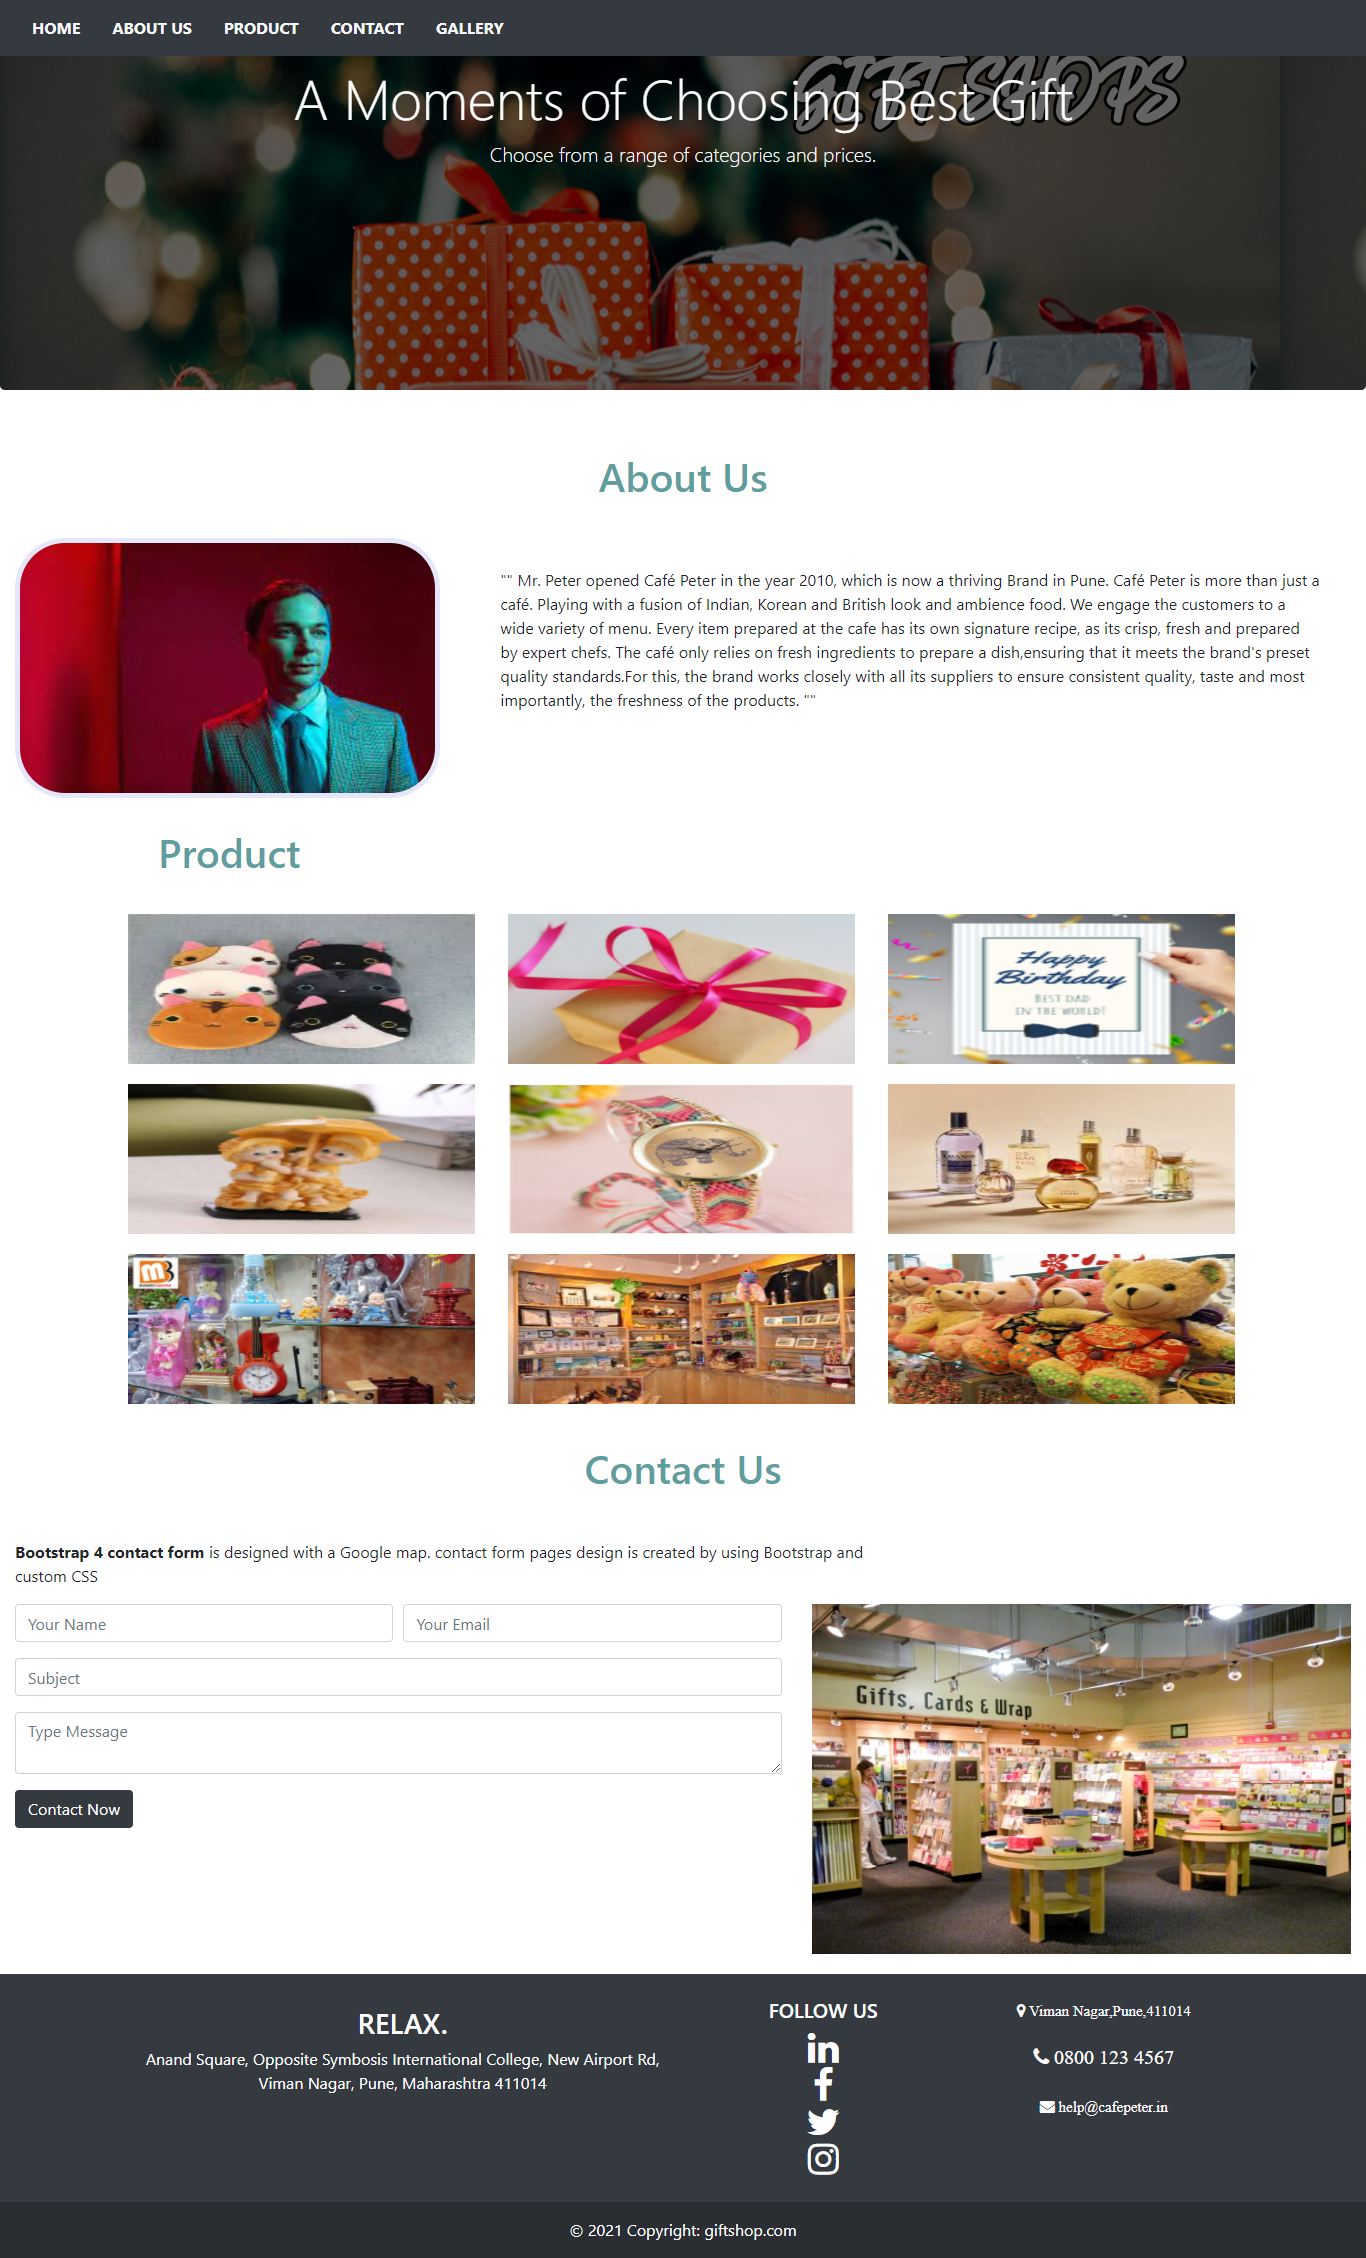 HOME ABOUT US PRODUCT CONTACT GALLERY
GIFT SHOPS
A Moments of Choosing Best Gift
Choose from a range of categories and prices.
About Us
"" Mr. Peter opened Café Peter in the year 2010, which is now a thriving Brand in Pune. Café Peter is more than just a
café. Playing with a fusion of Indian, Korean and British look and ambience food. We engage the customers to a
wide variety of menu. Every item prepared at the cafe has its own signature recipe, as its crisp, fresh and prepared
by expert chefs. The café only relies on fresh ingredients to prepare a dish,ensuring that it meets the brand's preset
quality standards.For this, the brand works closely with all its suppliers to ensure consistent quality, taste and most
importantly, the freshness of the products. ""
Product
Happy
Birthday
BEST DAD
IN THE WORLD!
Contact Us
Bootstrap 4 contact form is designed with a Google map. contact form pages design is created by using Bootstrap and
custom CSS
Your Name
Your Email
Subject
Type Message
Contact Now
Gifts, Cards & Wrap
RELAX.
Anand Square, Opposite Symbosis International College, New Airport Rd,
Viman Nagar, Pune, Maharashtra 411014
FOLLOW US
Viman Nagar,Pune,411014
0800 123 4567
help@cafepeter.in
© 2021 Copyright: giftshop.com